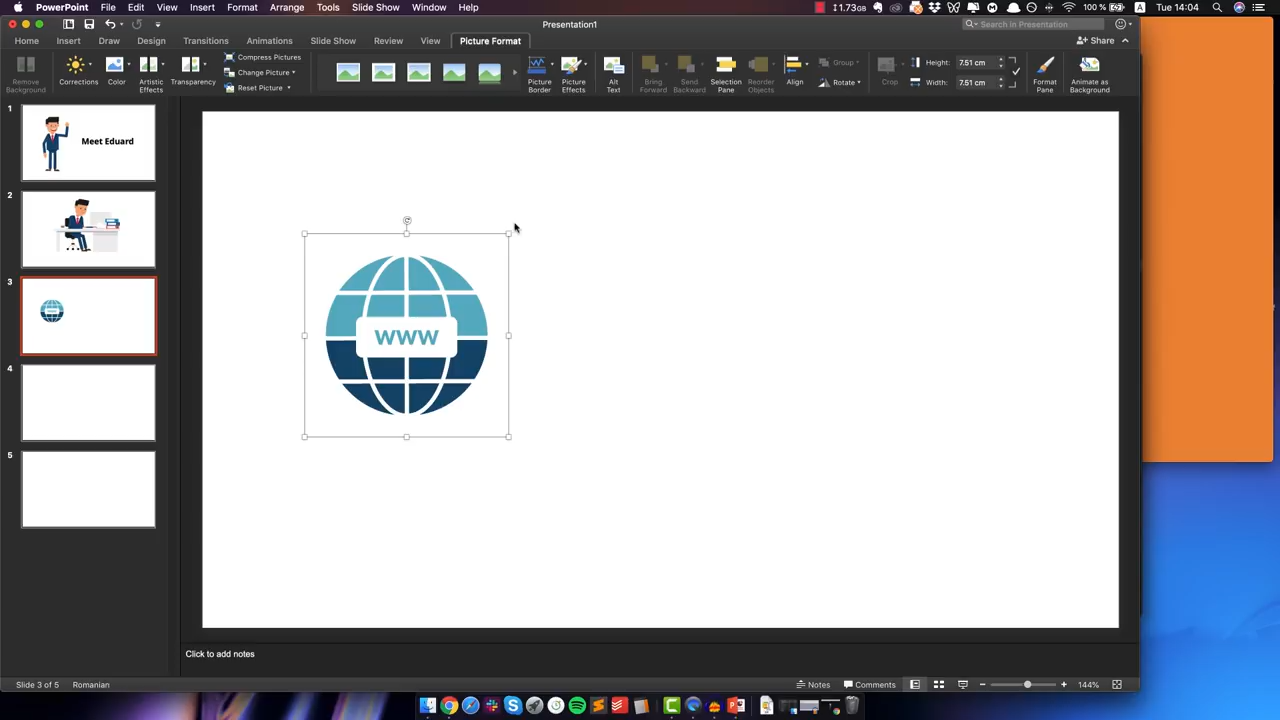 PowerPoint File Edit View Insert Format Arrange Tools Slide Show Window Help 1.73GB 100 % Tue 14:04
Presentation1
Search in Presentation
Home Insert Draw Design Transitions Animations Slide Show Review View Picture Format Share
Remove Background
Corrections
Color
Artistic Effects
Transparency
Compress Pictures
Change Picture
Reset Picture
Picture Border
Picture Effects
Alt Text
Bring Forward
Send Backward
Selection Pane
Reorder Objects
Align
Group
Rotate
Crop
Height: 7.51 cm
Width: 7.51 cm
Format Pane
Animate as Background
1
Meet Eduard
2
3
4
5
WWW
Click to add notes
Slide 3 of 5 Romanian Notes Comments 144%